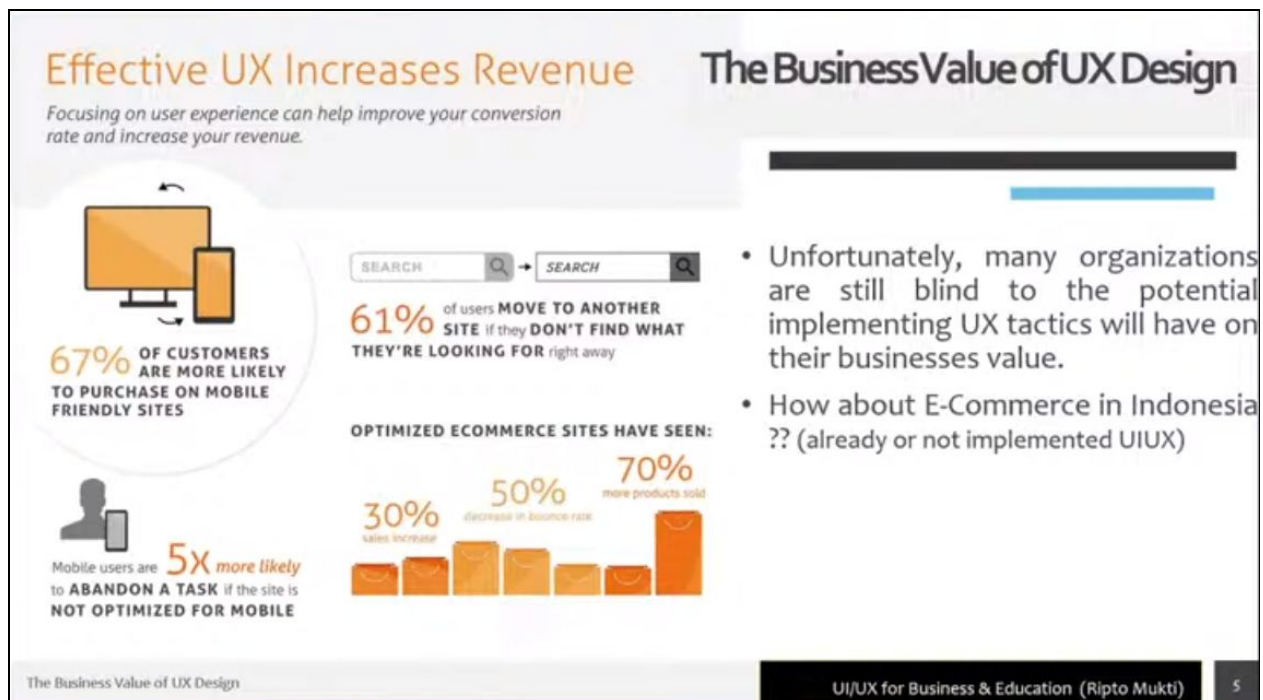 Effective UX Increases Revenue
Focusing on user experience can help improve your conversion
rate and increase your revenue.
67% OF CUSTOMERS
ARE MORE LIKELY
TO PURCHASE ON MOBILE
FRIENDLY SITES
Mobile users are 5X more likely
to ABANDON A TASK if the site is
NOT OPTIMIZED FOR MOBILE
SEARCH
SEARCH
61% of users MOVE TO ANOTHER
SITE if they DON'T FIND WHAT
THEY'RE LOOKING FOR right away
OPTIMIZED ECOMMERCE SITES HAVE SEEN:
30%
sales increase
50%
decrease in bounce rate
70%
more products sold
The Business Value of UX Design
• Unfortunately, many organizations
are still blind to the potential
implementing UX tactics will have on
their businesses value.
• How about E-Commerce in Indonesia
?? (already or not implemented UIUX)
The Business Value of UX Design
UI/UX for Business & Education (Ripto Mukti)
5